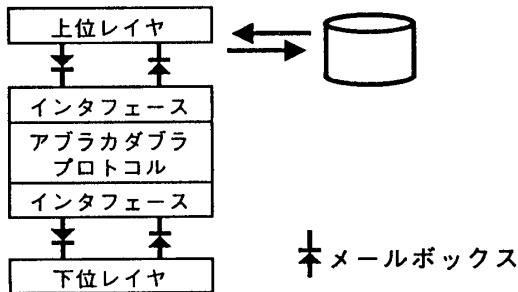 上位レイヤ
インタフェース
アブラカダブラ
プロトコル
インタフェース
下位レイヤ
メールボックス